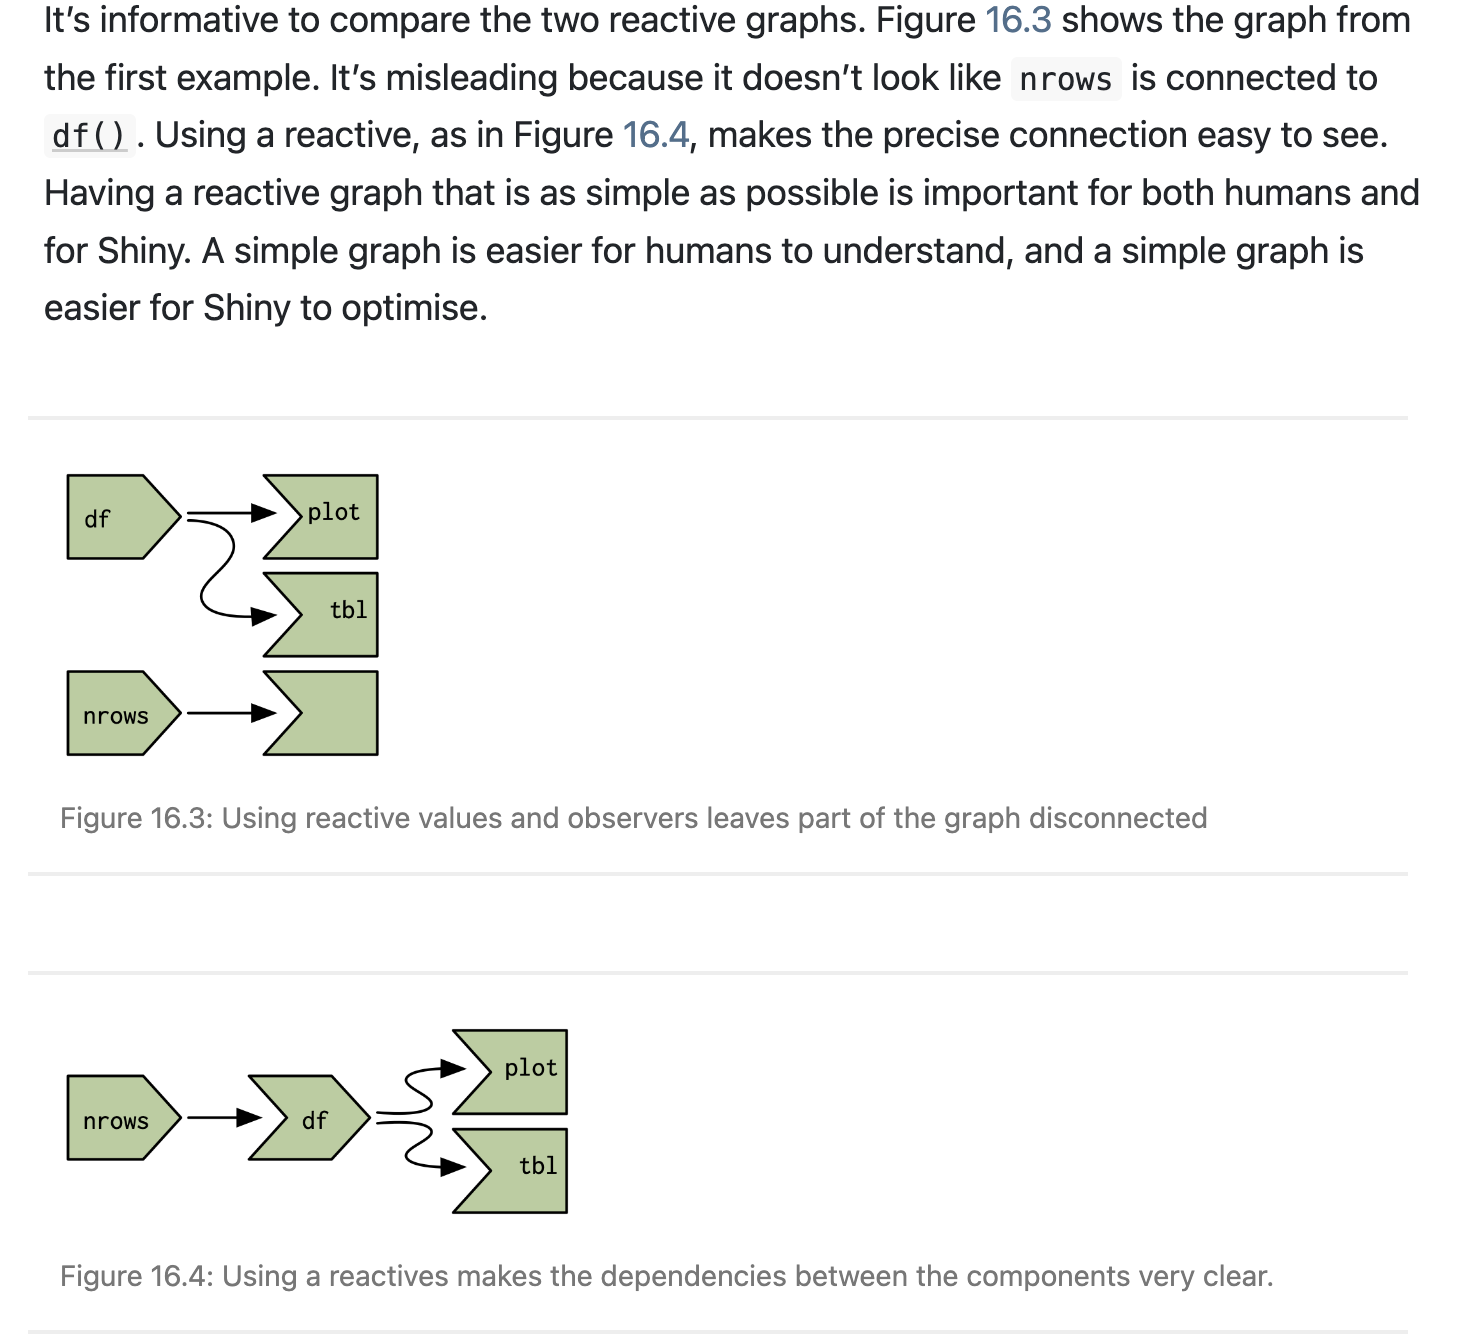 It’s informative to compare the two reactive graphs. Figure 16.3 shows the graph from
the first example. It’s misleading because it doesn’t look like nrows is connected to
df(). Using a reactive, as in Figure 16.4, makes the precise connection easy to see.
Having a reactive graph that is as simple as possible is important for both humans and
for Shiny. A simple graph is easier for humans to understand, and a simple graph is
easier for Shiny to optimise.
df
plot
tbl
nrows
Figure 16.3: Using reactive values and observers leaves part of the graph disconnected
nrows
df
plot
tbl
Figure 16.4: Using a reactives makes the dependencies between the components very clear.